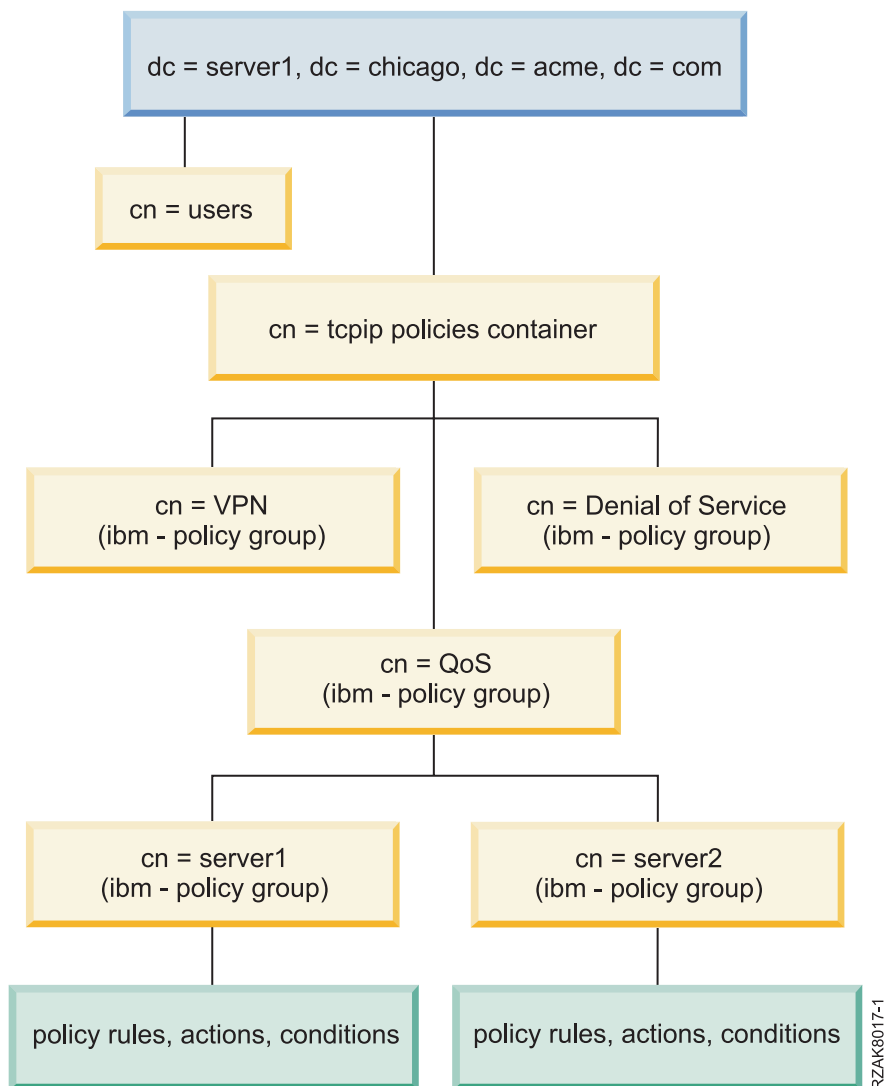 dc = server1, dc = chicago, dc = acme, dc = com
cn = users
cn = tcpip policies container
cn = VPN
(ibm - policy group)
cn = Denial of Service
(ibm - policy group)
cn = QoS
(ibm - policy group)
cn = server1
(ibm - policy group)
cn = server2
(ibm - policy group)
policy rules, actions, conditions
policy rules, actions, conditions
RZAK8017-1